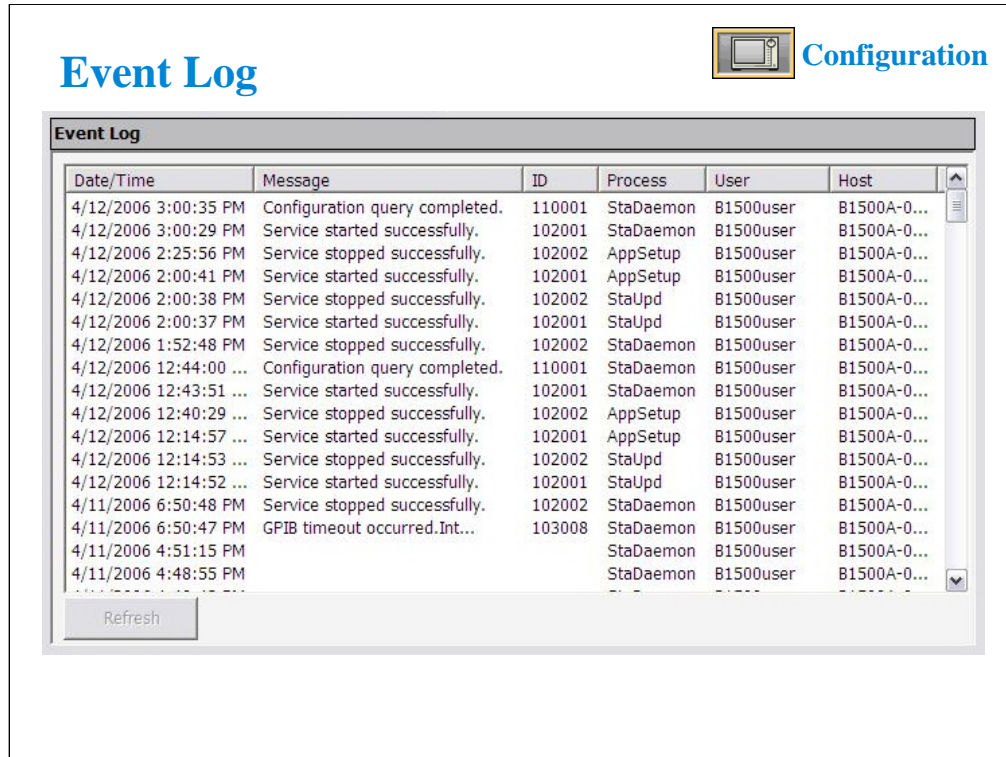 Event Log
Configuration
Event Log
Date/Time Message ID Process User Host
4/12/2006 3:00:35 PM Configuration query completed. 110001 StaDaemon B1500user B1500A-0...
4/12/2006 3:00:29 PM Service started successfully. 102001 StaDaemon B1500user B1500A-0...
4/12/2006 2:25:56 PM Service stopped successfully. 102002 AppSetup B1500user B1500A-0...
4/12/2006 2:00:41 PM Service started successfully. 102001 AppSetup B1500user B1500A-0...
4/12/2006 2:00:38 PM Service stopped successfully. 102002 StaUpd B1500user B1500A-0...
4/12/2006 2:00:37 PM Service started successfully. 102001 StaUpd B1500user B1500A-0...
4/12/2006 1:52:48 PM Service stopped successfully. 102002 StaDaemon B1500user B1500A-0...
4/12/2006 12:44:00 ... Configuration query completed. 110001 StaDaemon B1500user B1500A-0...
4/12/2006 12:43:51 ... Service started successfully. 102001 StaDaemon B1500user B1500A-0...
4/12/2006 12:40:29 ... Service stopped successfully. 102002 AppSetup B1500user B1500A-0...
4/12/2006 12:14:57 ... Service started successfully. 102001 AppSetup B1500user B1500A-0...
4/12/2006 12:14:53 ... Service stopped successfully. 102002 StaUpd B1500user B1500A-0...
4/12/2006 12:14:52 ... Service started successfully. 102001 StaUpd B1500user B1500A-0...
4/11/2006 6:50:48 PM Service stopped successfully. 102002 StaDaemon B1500user B1500A-0...
4/11/2006 6:50:47 PM GPIB timeout occurred.Int... 103008 StaDaemon B1500user B1500A-0...
4/11/2006 4:51:15 PM StaDaemon B1500user B1500A-0...
4/11/2006 4:48:55 PM StaDaemon B1500user B1500A-0...
Refresh